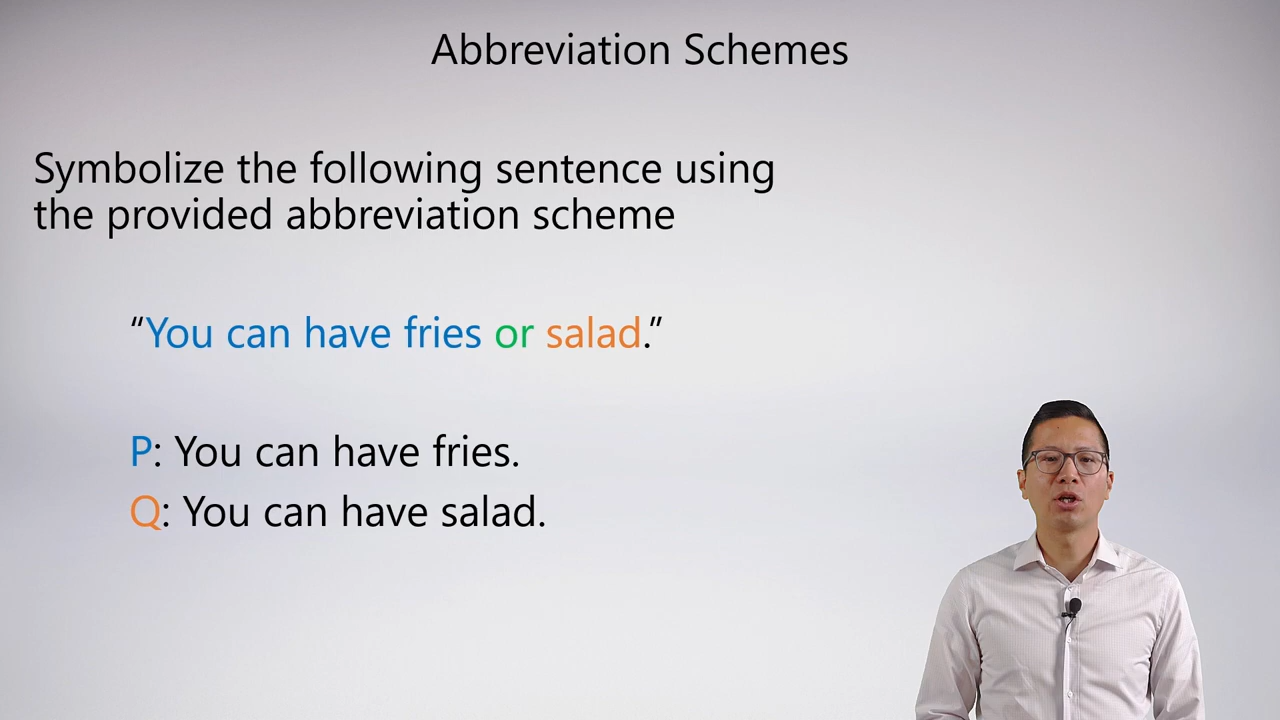 Abbreviation Schemes
Symbolize the following sentence using
the provided abbreviation scheme
“You can have fries or salad.”
P: You can have fries.
Q: You can have salad.